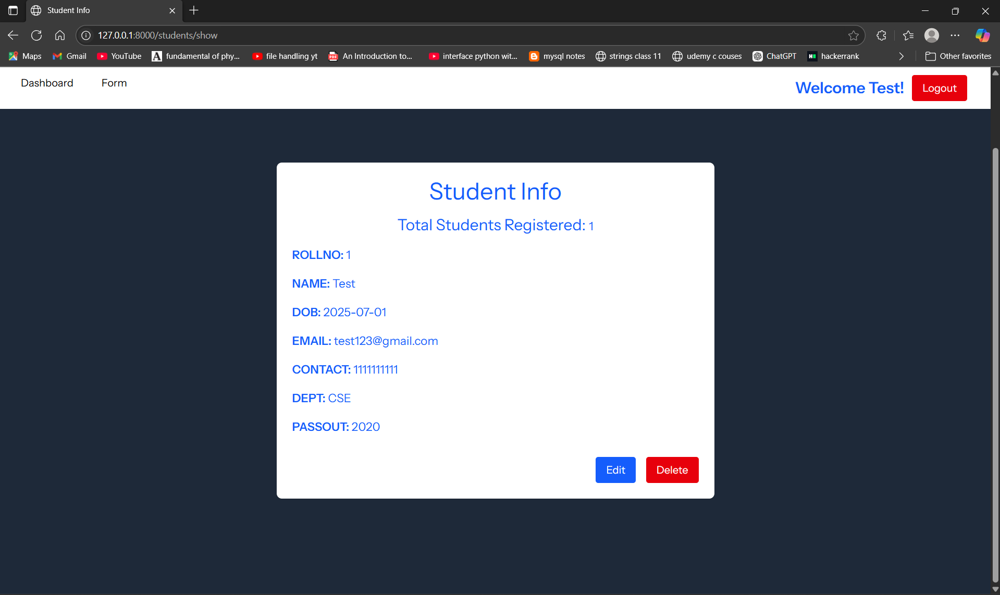 Student Info
127.0.0.1:8000/students/show
Maps Gmail YouTube A fundamental of phy... file handling yt PDF An Introduction to... interface python wit... mysql notes strings class 11 udemy c couses ChatGPT hackerrank Other favorites
Dashboard Form Welcome Test! Logout
Student Info
Total Students Registered: 1
ROLLNO: 1
NAME: Test
DOB: 2025-07-01
EMAIL: test123@gmail.com
CONTACT: 1111111111
DEPT: CSE
PASSOUT: 2020
Edit Delete